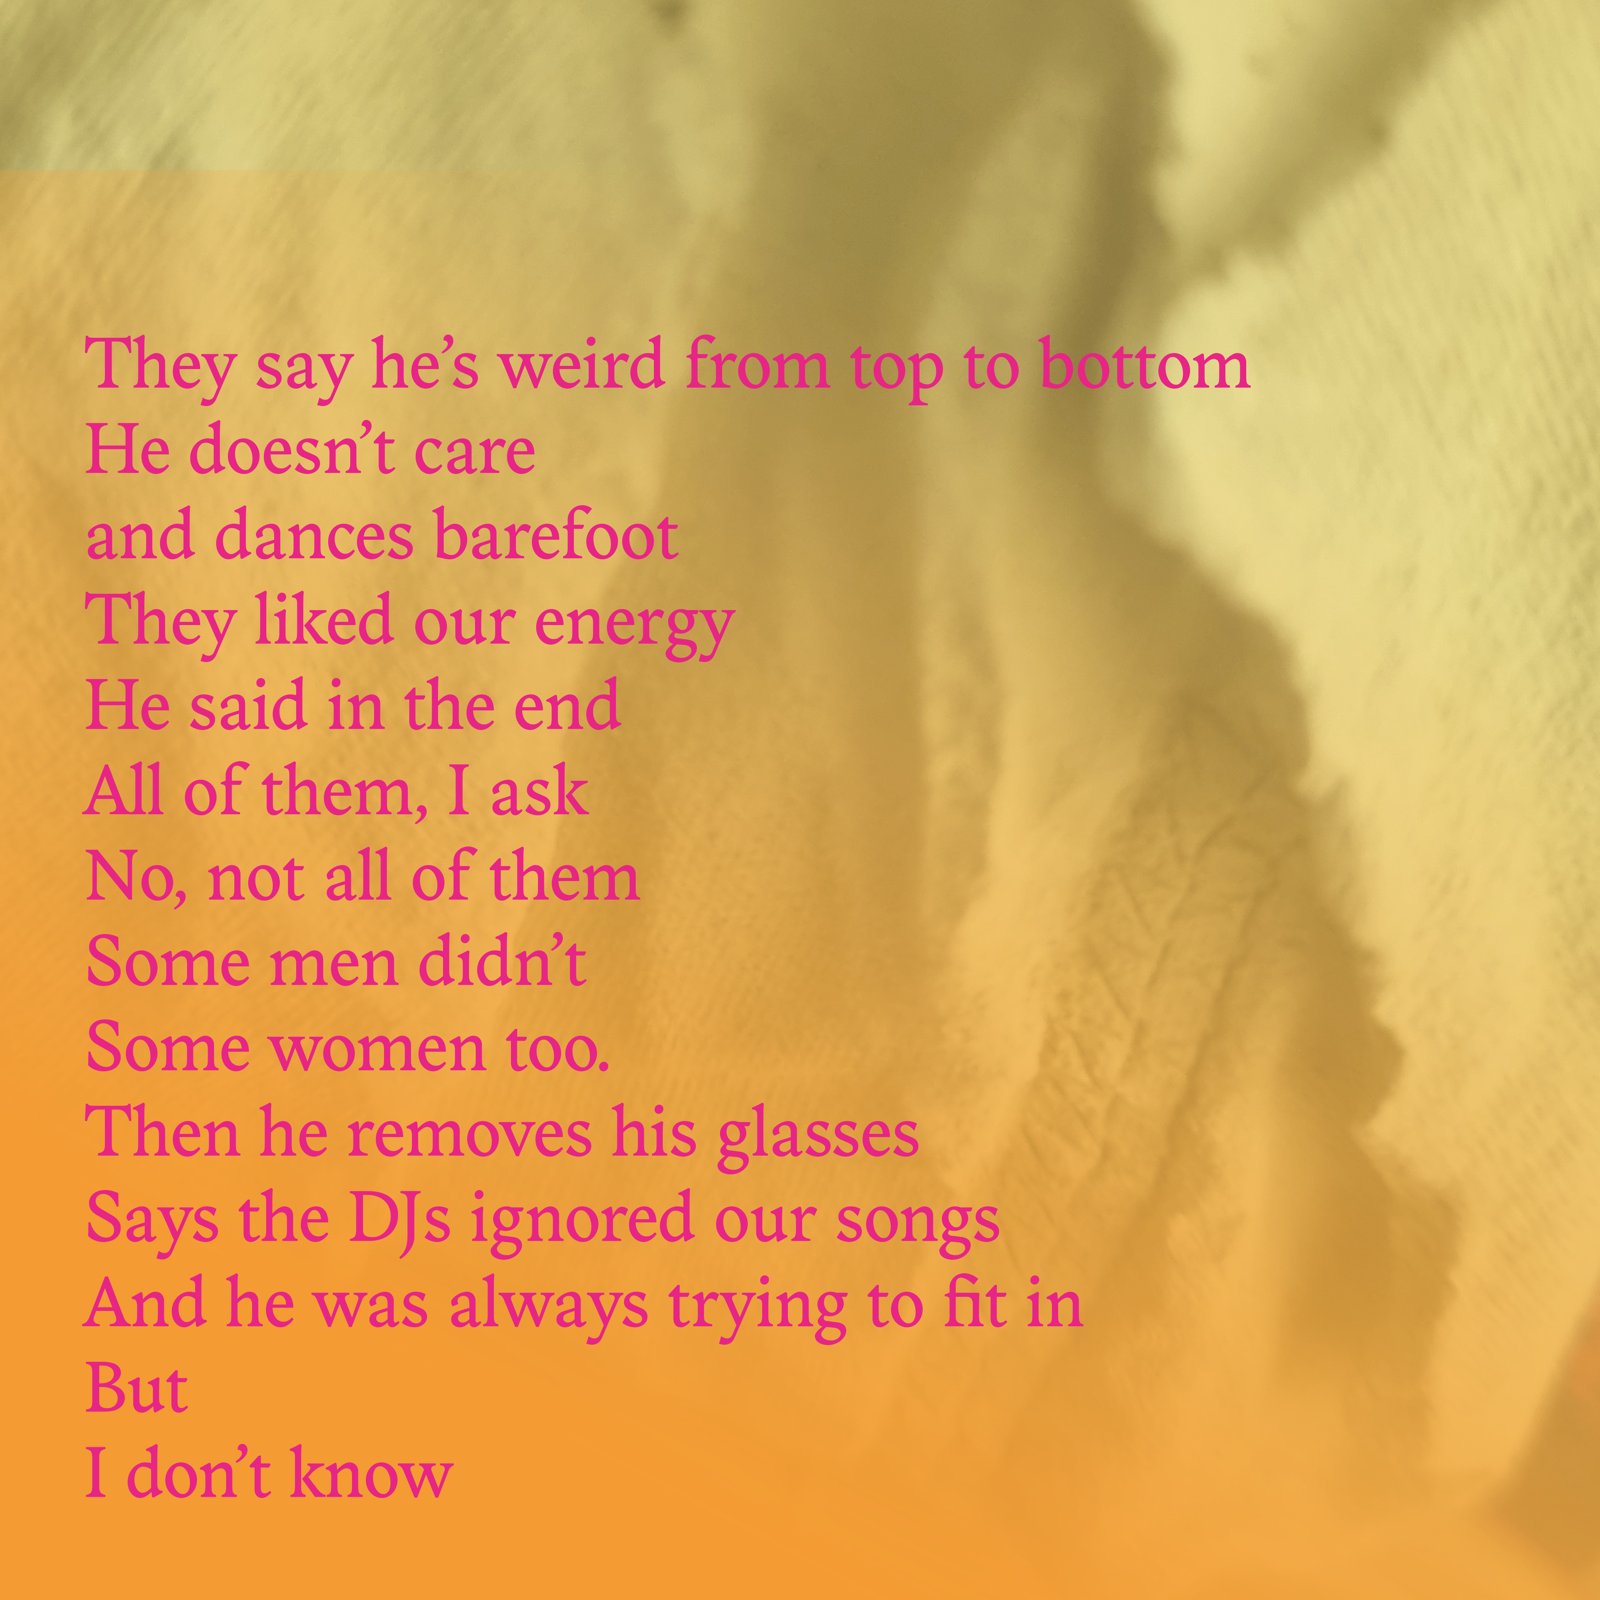 They say he’s weird from top to bottom
He doesn’t care
and dances barefoot
They liked our energy
He said in the end
All of them, I ask
No, not all of them
Some men didn’t
Some women too.
Then he removes his glasses
Says the DJs ignored our songs
And he was always trying to fit in
But
I don’t know